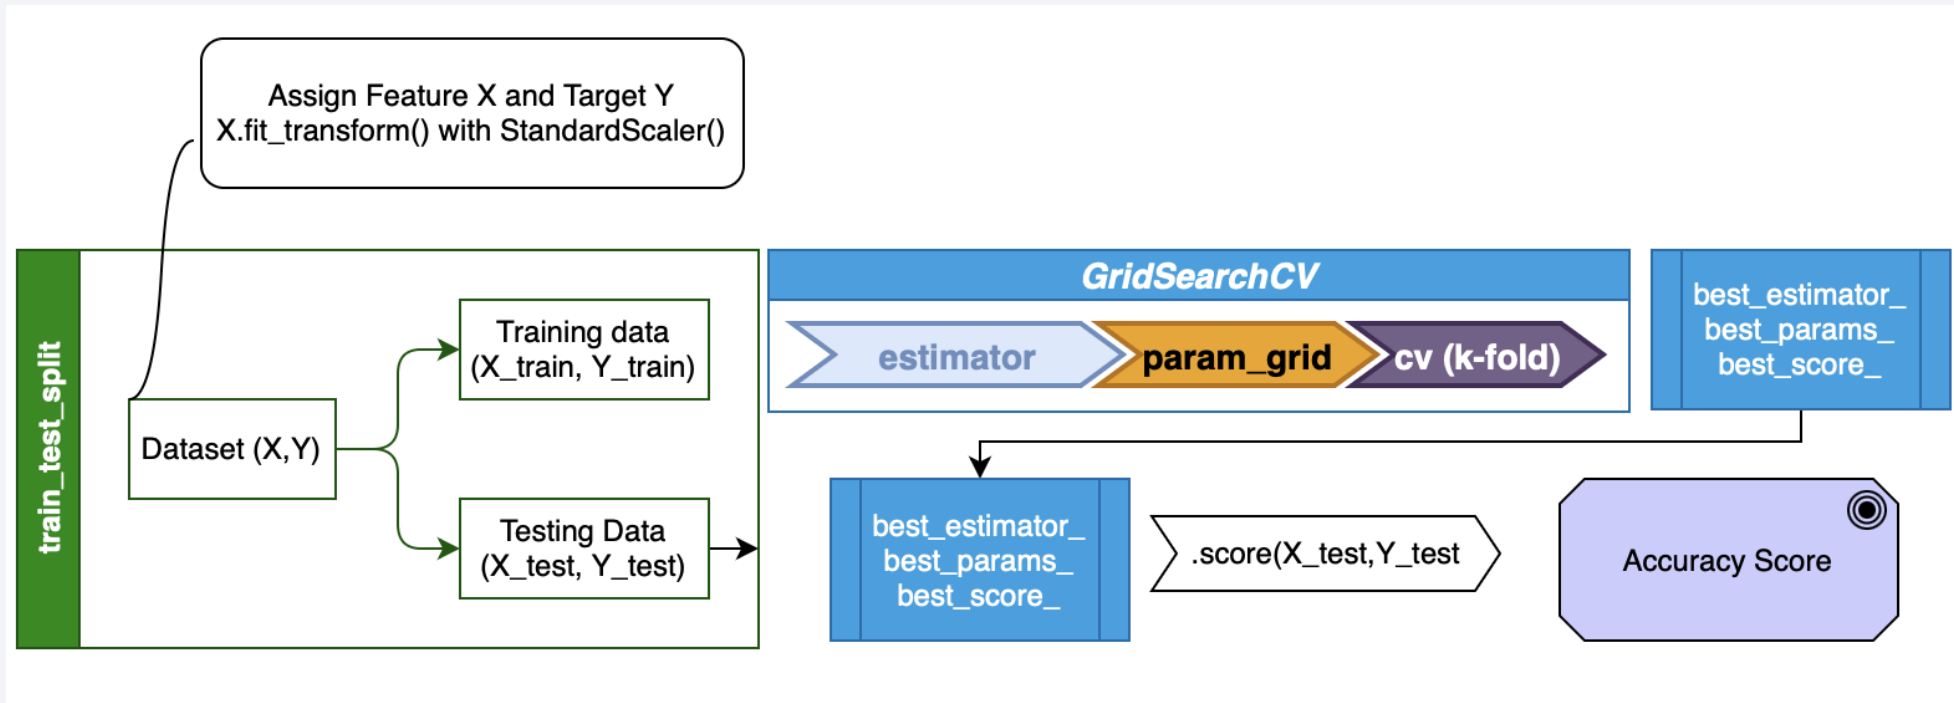 Assign Feature X and Target Y
X.fit_transform() with StandardScaler()
train_test_split
Dataset (X,Y)
Training data
(X_train, Y_train)
Testing Data
(X_test, Y_test)
GridSearchCV
estimator
param_grid
cv (k-fold)
best_estimator_
best_params_
best_score_
best_estimator_
best_params_
best_score_
.score(X_test,Y_test
Accuracy Score